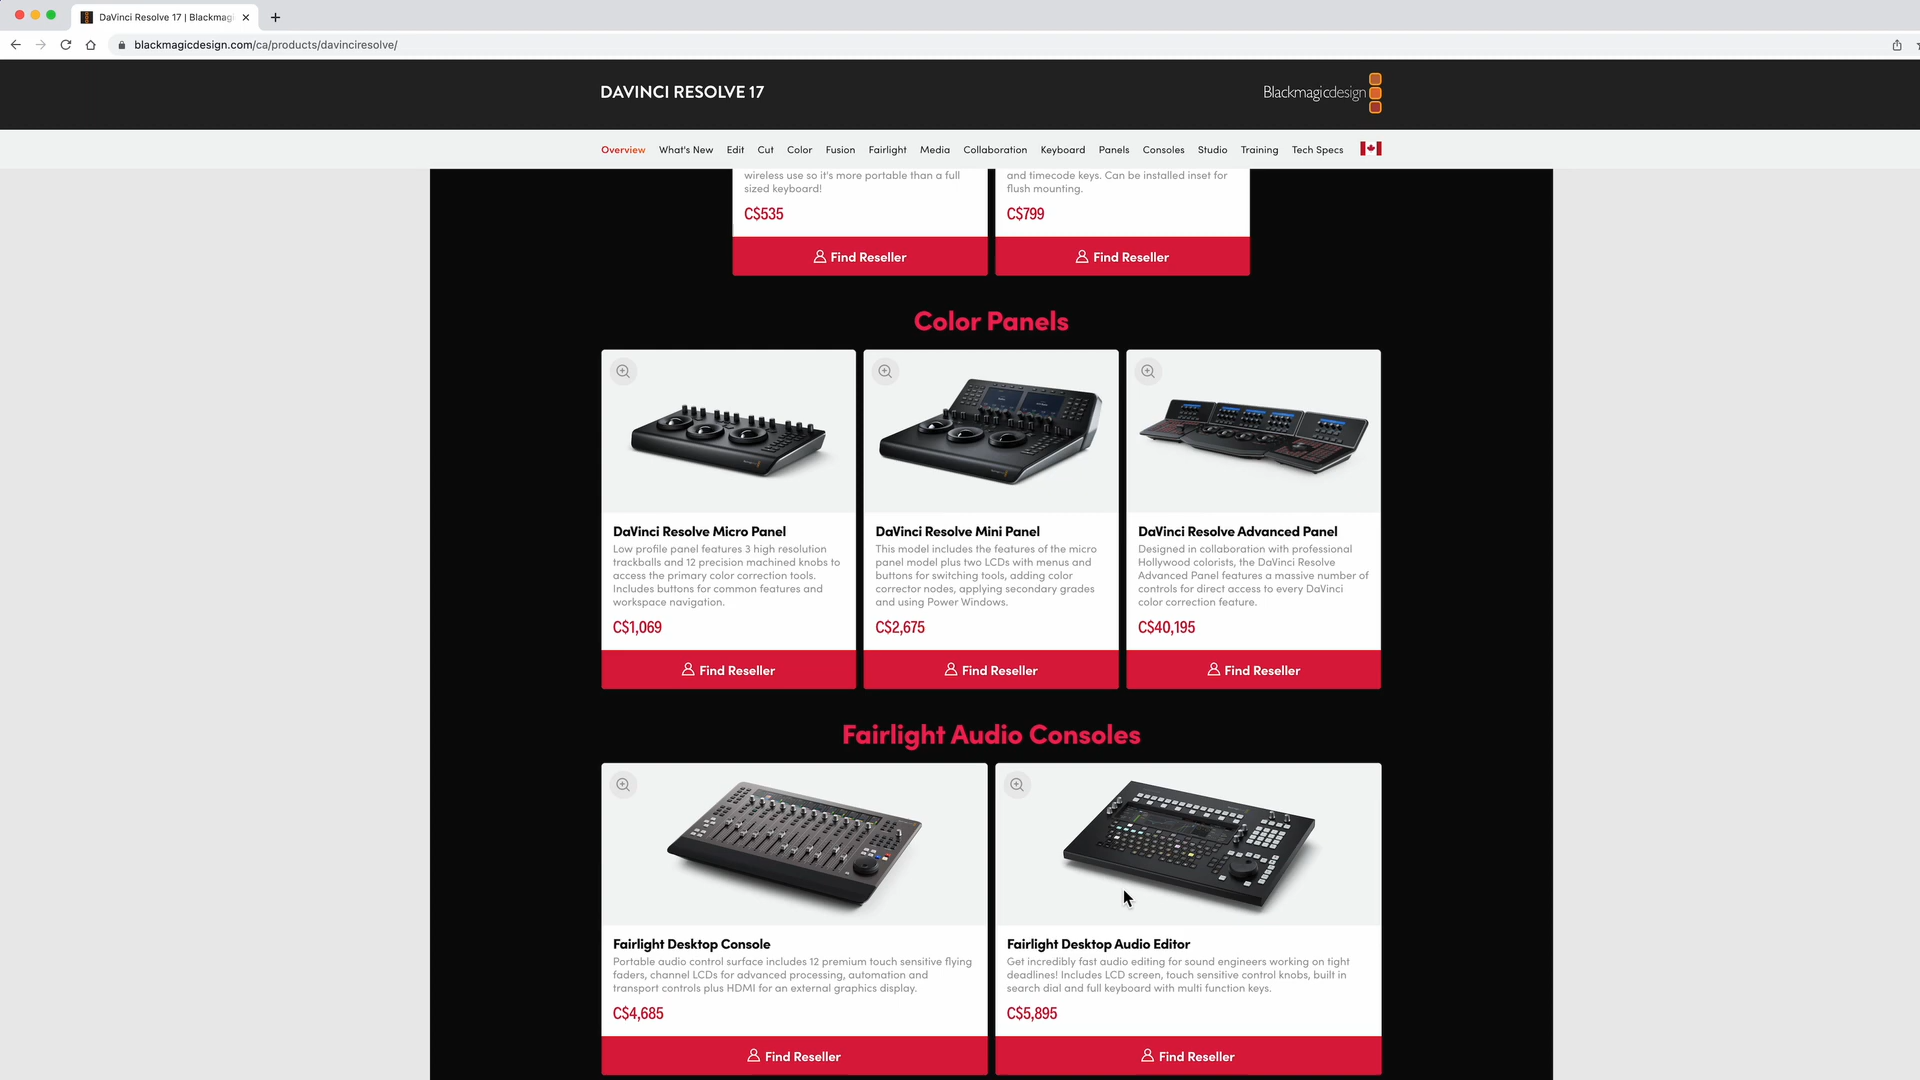 DaVinci Resolve 17 | Blackmagi
blackmagicdesign.com/ca/products/davinciresolve/
DAVINCI RESOLVE 17
Blackmagicdesign
Overview What's New Edit Cut Color Fusion Fairlight Media Collaboration Keyboard Panels Consoles Studio Training Tech Specs
wireless use so it's more portable than a full
sized keyboard!
C$535
Find Reseller
and timecode keys. Can be installed inset for
flush mounting.
C$799
Find Reseller
Color Panels
DaVinci Resolve Micro Panel
Low profile panel features 3 high resolution
trackballs and 12 precision machined knobs to
access the primary color correction tools.
Includes buttons for common features and
workspace navigation.
C$1,069
Find Reseller
DaVinci Resolve Mini Panel
This model includes the features of the micro
panel model plus two LCDs with menus and
buttons for switching tools, adding color
corrector nodes, applying secondary grades
and using Power Windows.
C$2,675
Find Reseller
DaVinci Resolve Advanced Panel
Designed in collaboration with professional
Hollywood colorists, the DaVinci Resolve
Advanced Panel features a massive number of
controls for direct access to every DaVinci
color correction feature.
C$40,195
Find Reseller
Fairlight Audio Consoles
Fairlight Desktop Console
Portable audio control surface includes 12 premium touch sensitive flying
faders, channel LCDs for advanced processing, automation and
transport controls plus HDMI for an external graphics display.
C$4,685
Find Reseller
Fairlight Desktop Audio Editor
Get incredibly fast audio editing for sound engineers working on tight
deadlines! Includes LCD screen, touch sensitive control knobs, built in
search dial and full keyboard with multi function keys.
C$5,895
Find Reseller